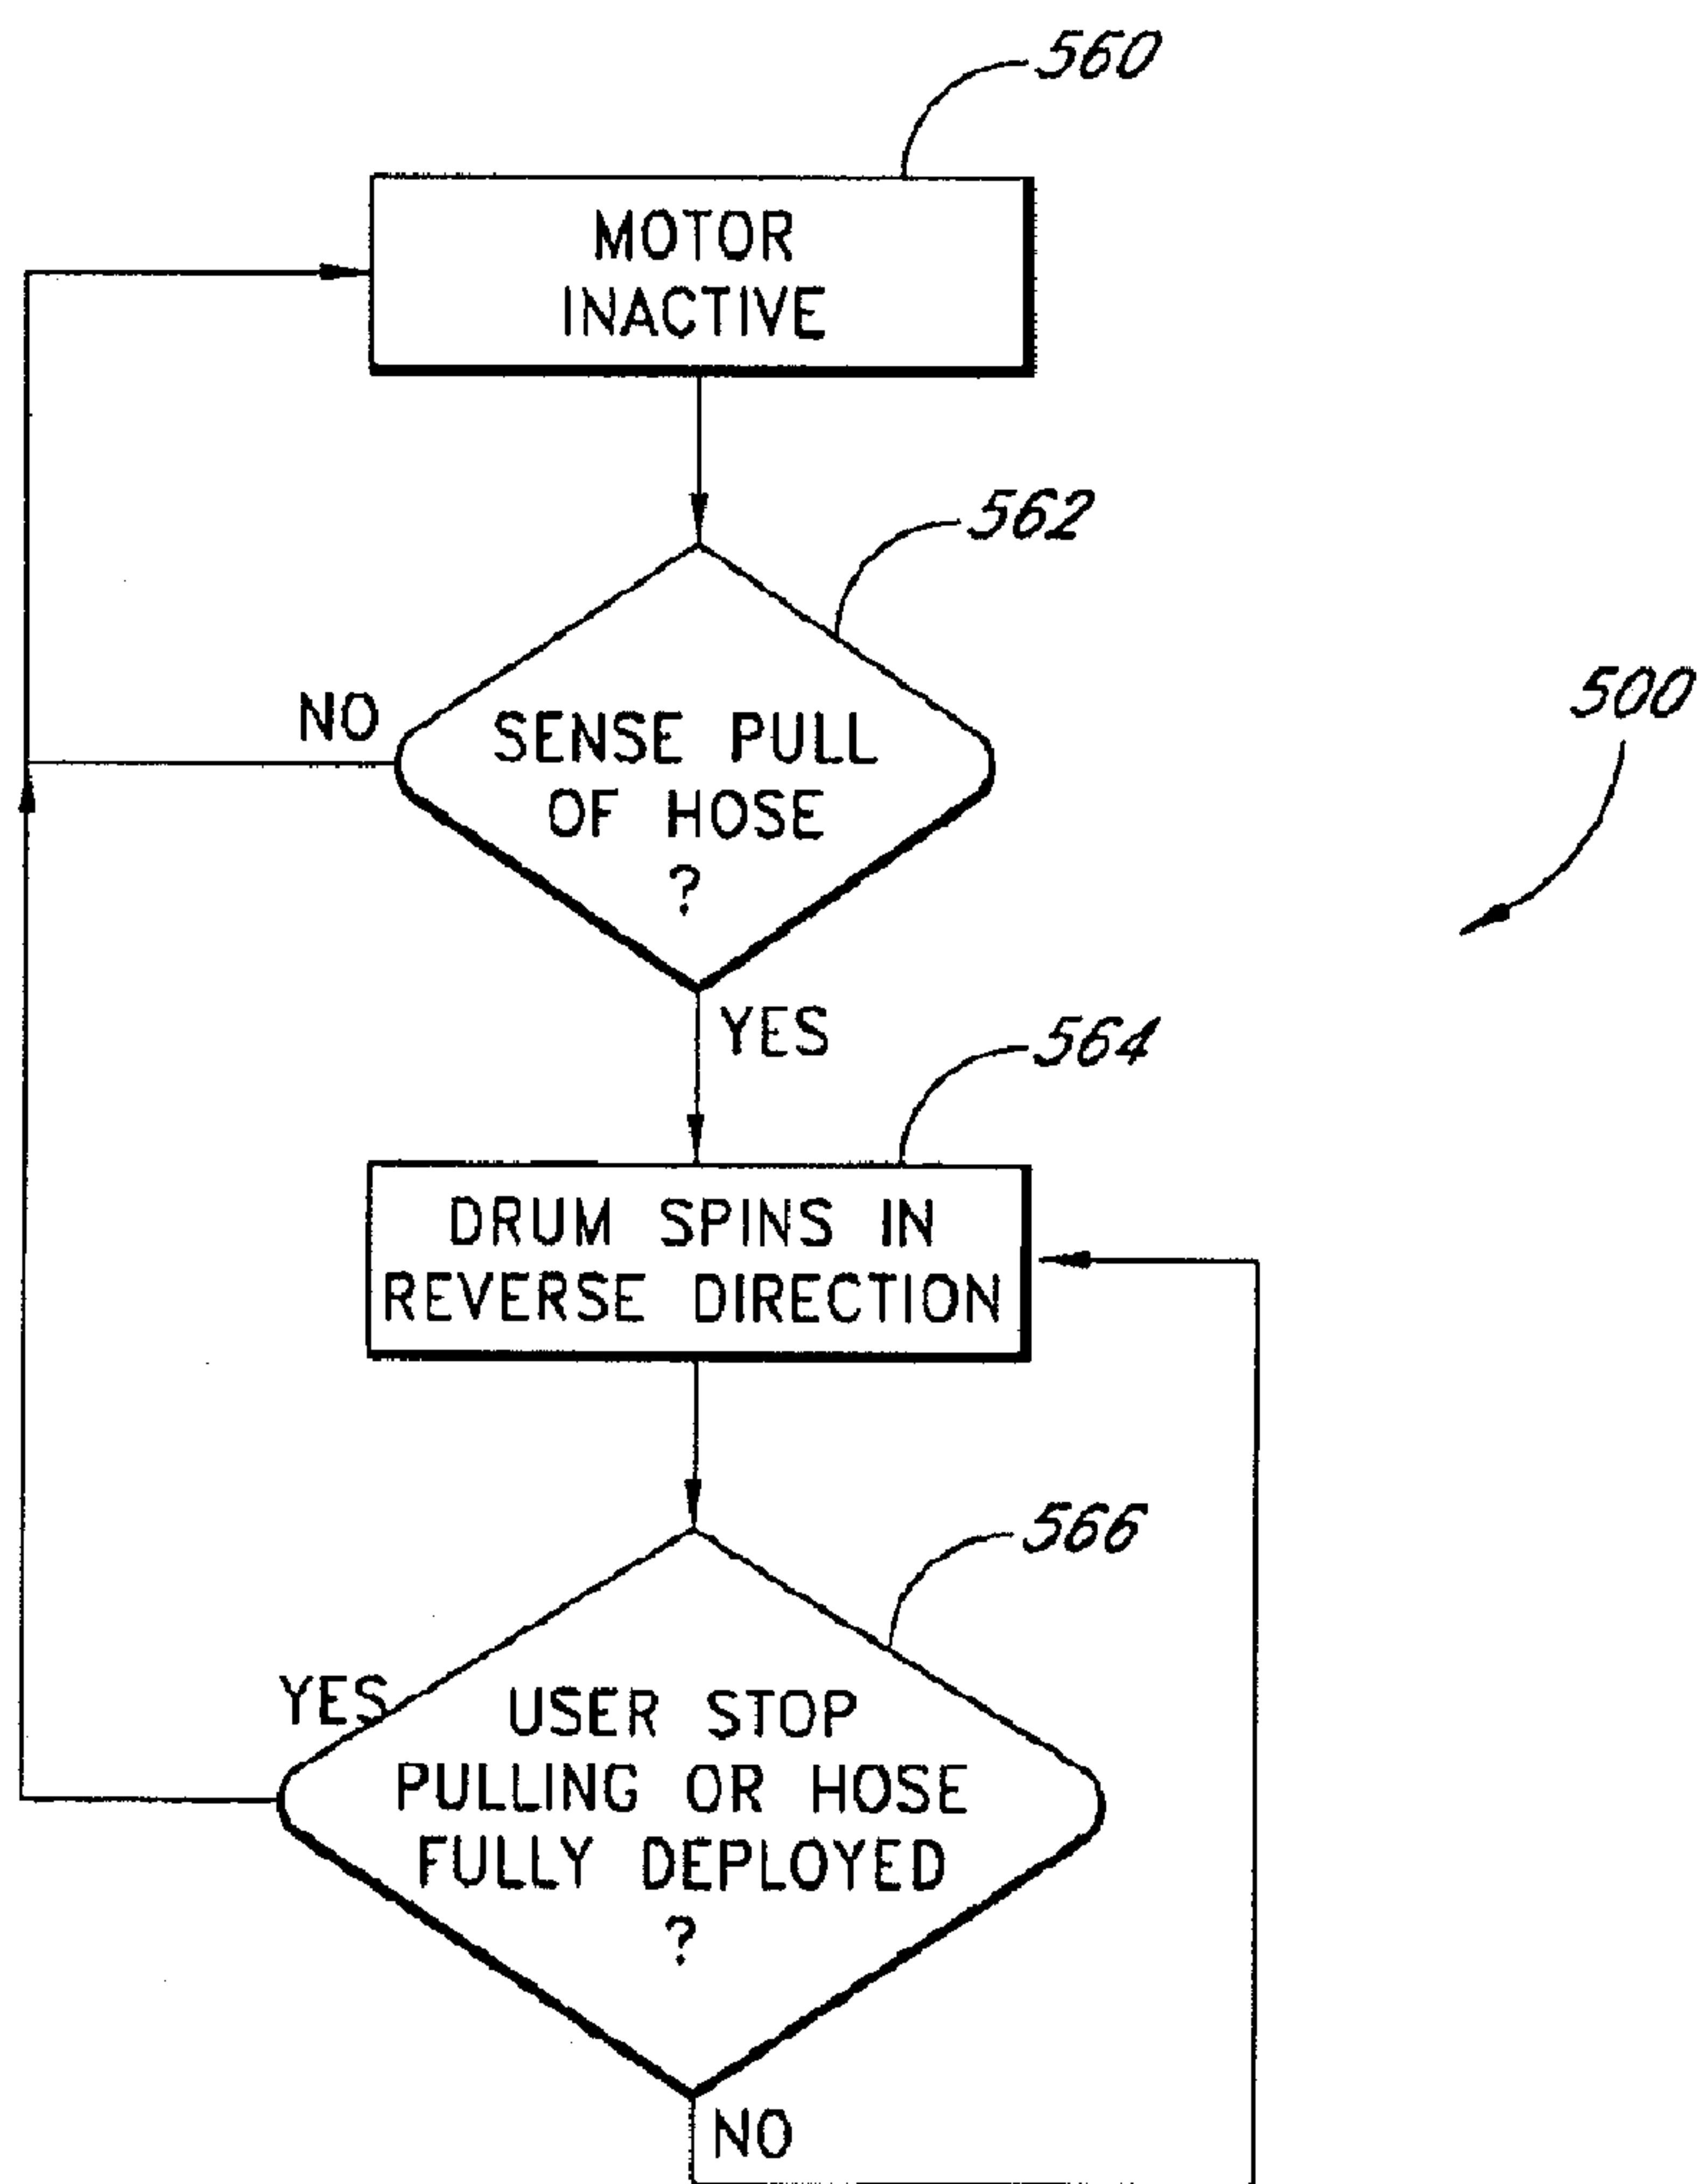 560
MOTOR
INACTIVE
562
NO
SENSE PULL
OF HOSE
?
500
YES
564
DRUM SPINS IN
REVERSE DIRECTION
566
YES
USER STOP
PULLING OR HOSE
FULLY DEPLOYED
?
NO